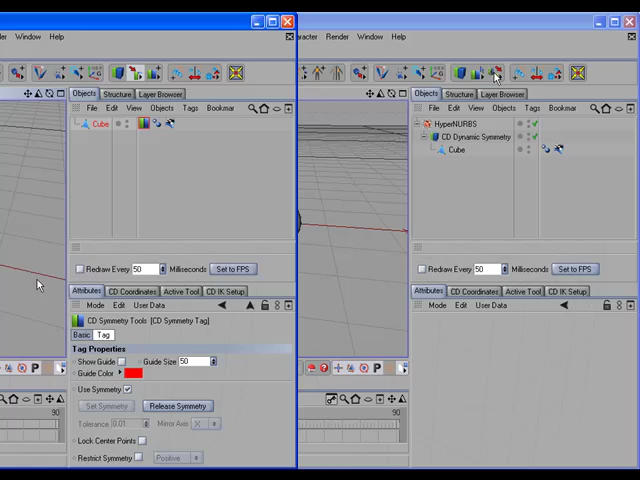 Window Help
Objects Structure Layer Browser
File Edit View Objects Tags Bookmar
Cube
Redraw Every 50 Milliseconds Set to FPS
Attributes CD Coordinates Active Tool CD IK Setup
Mode Edit User Data
CD Symmetry Tools [CD Symmetry Tag]
Basic Tag
Tag Properties
Show Guide Guide Size 50
Guide Color
Use Symmetry
Set Symmetry Release Symmetry
Tolerance 0.01 Mirror Axis X
Lock Center Points
Restrict Symmetry Positive
90
aracter Render Window Help
Objects Structure Layer Browser
File Edit View Objects Tags Bookmar
HyperNURBS
CD Dynamic Symmetry
Cube
Redraw Every 50 Milliseconds Set to FPS
Attributes CD Coordinates Active Tool CD IK Setup
Mode Edit User Data
P
P
90